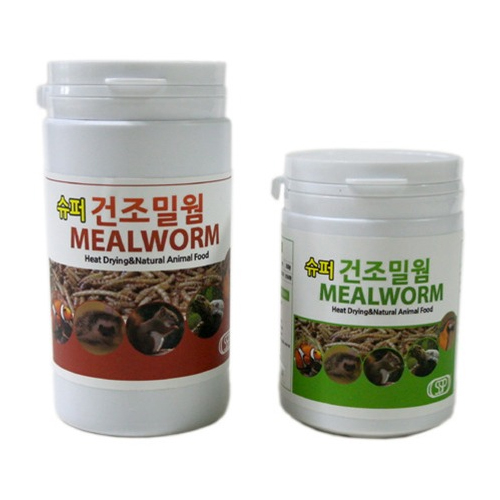 슈퍼 건조밀웜
MEALWORM
Heat Drying&Natural Animal Food
슈퍼 건조밀웜
MEALWORM
Heat Drying&Natural Animal Food
CSP